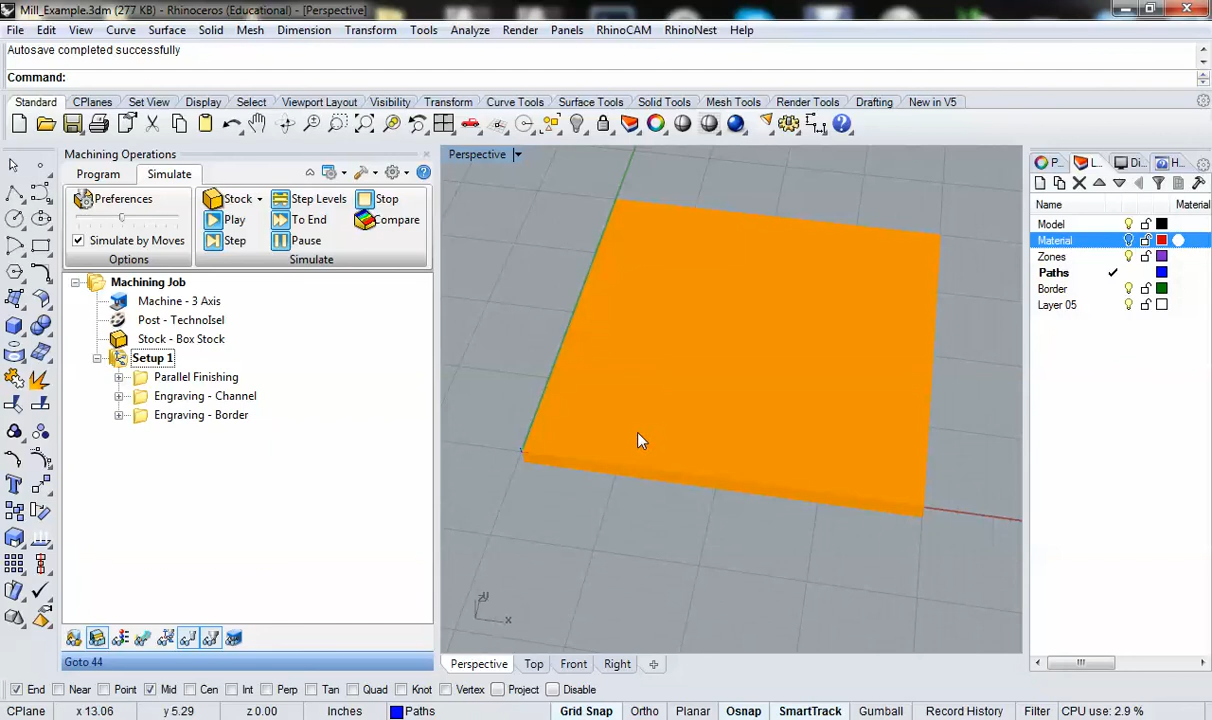 Mill_Example.3dm (277 KB) - Rhinoceros (Educational) - [Perspective]
File Edit View Curve Surface Solid Mesh Dimension Transform Tools Analyze Render Panels RhinoCAM RhinoNest Help
Autosave completed successfully
Command:
Standard CPlanes Set View Display Select Viewport Layout Visibility Transform Curve Tools Surface Tools Solid Tools Mesh Tools Render Tools Drafting New in V5
Machining Operations
Program Simulate
Preferences
Simulate by Moves
Options
Stock Step Levels Stop
Play To End Compare
Step Pause
Simulate
Machining Job
Machine - 3 Axis
Post - TechnoIsel
Stock - Box Stock
Setup 1
Parallel Finishing
Engraving - Channel
Engraving - Border
Goto 44
Perspective
y
x
Perspective Top Front Right
P... L... Di... H...
Name Material
Model
Material
Zones
Paths
Border
Layer 05
End Near Point Mid Cen Int Perp Tan Quad Knot Vertex Project Disable
CPlane x 13.06 y 5.29 z 0.00 Inches Paths Grid Snap Ortho Planar Osnap SmartTrack Gumball Record History Filter CPU use: 2.9 %